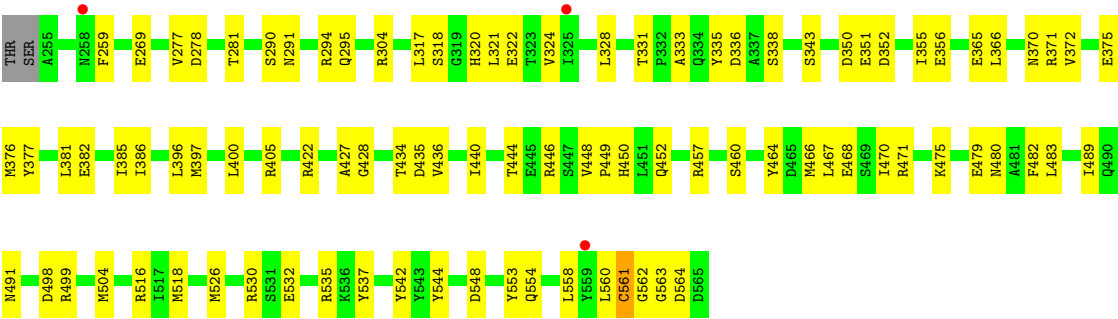 THR SER A255 N258 F259 E269 V277 D278 T281 S290 N291 R294 Q295 R304 L317 S318 G319 H320 L321 E322 T323 V324 I325 L328 T331 P332 A333 Q334 Y335 D336 A337 S338 S343 D350 E351 D352 I355 E356 E365 L366 N370 R371 V372 E375
M376 Y377 L381 E382 I385 I386 L396 M397 L400 R405 R422 A427 G428 T434 D435 V436 I440 T444 E445 R446 S447 V448 P449 H450 L451 Q452 R457 S460 Y464 D465 M466 L467 E468 S469 I470 R471 K475 E479 N480 A481 F482 L483 I489 Q490
N491 D498 R499 M504 R516 I517 M518 M526 R530 S531 E532 R535 K536 Y537 Y542 Y543 Y544 D548 Y553 Q554 L558 Y559 L560 C561 G562 G563 D564 D565